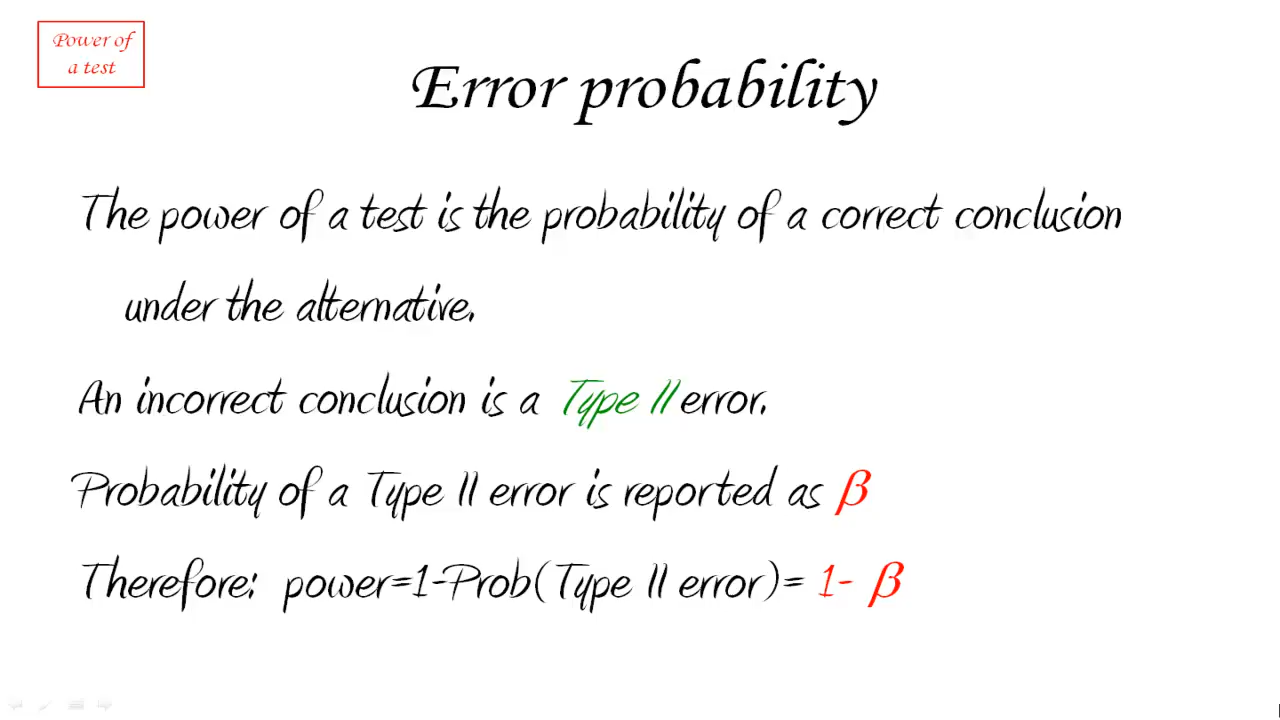 Power of
a test
Error probability
The power of a test is the probability of a correct conclusion
under the alternative.
An incorrect conclusion is a Type II error.
Probability of a Type II error is reported as β
Therefore: power=1-Prob(Type II error)= 1- β